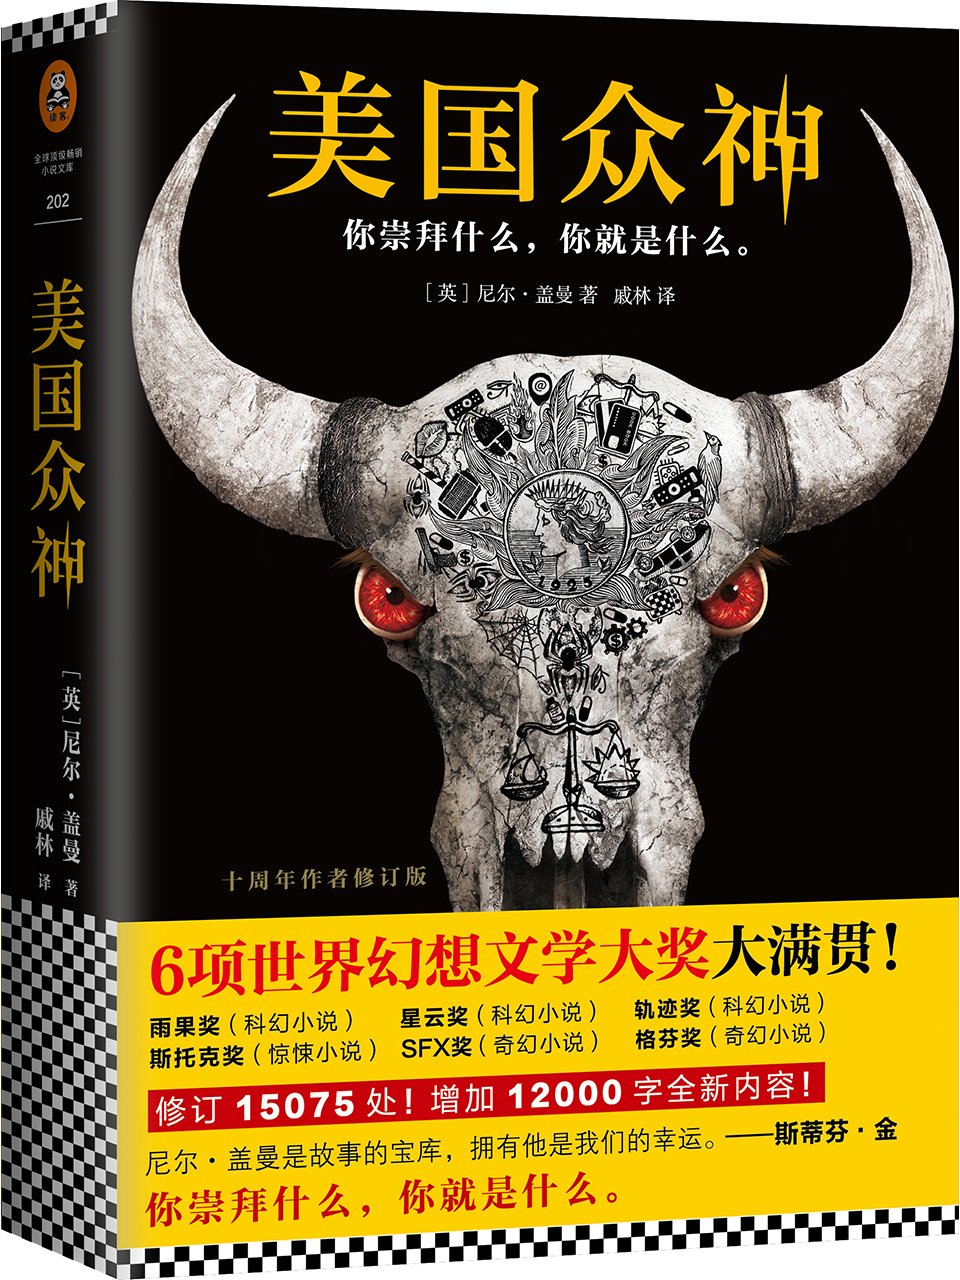 读客
全球顶级畅销
小说文库
202
美国众神
[英]尼尔·盖曼 著
戚林 译
美国众神
你崇拜什么，你就是什么。
[英]尼尔·盖曼 著 戚林 译
1995
十周年作者修订版
6项世界幻想文学大奖大满贯！
雨果奖（科幻小说） 星云奖（科幻小说） 轨迹奖（科幻小说）
斯托克奖（惊悚小说） SFX奖（奇幻小说） 格芬奖（奇幻小说）
修订 15075 处！增加 12000 字全新内容！
尼尔·盖曼是故事的宝库，拥有他是我们的幸运。——斯蒂芬·金
你崇拜什么，你就是什么。